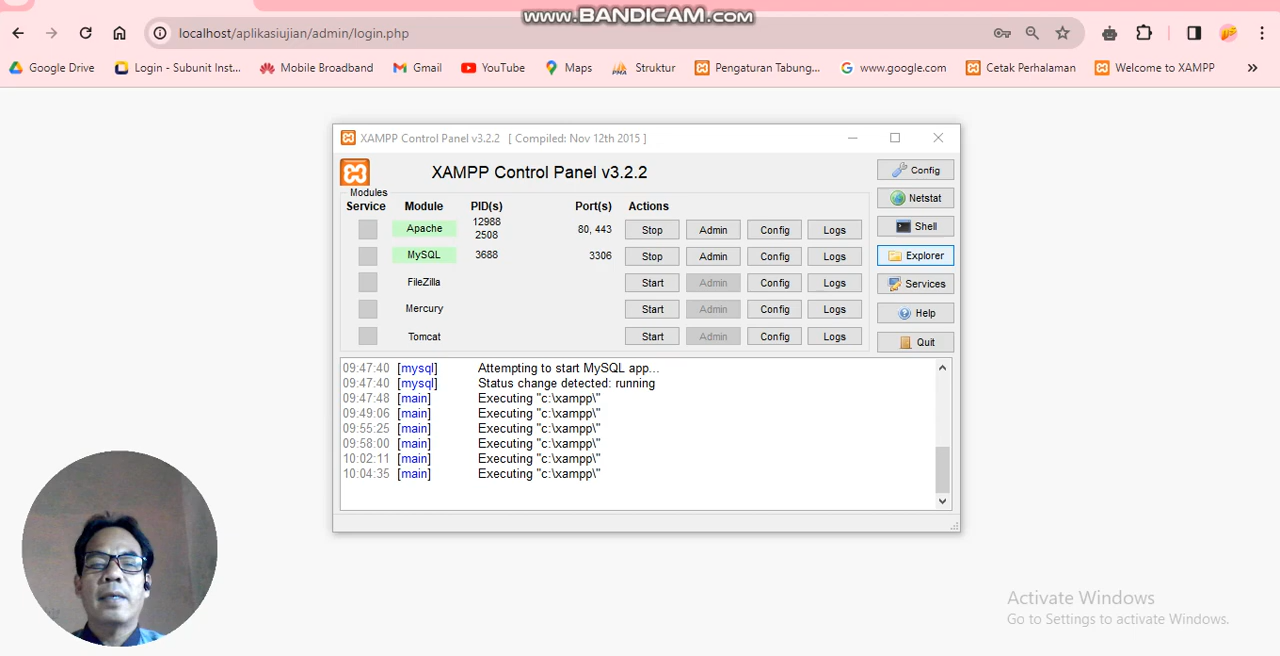 www.BANDICAM.com
localhost/aplikasiujian/admin/login.php
Google Drive Login - Subunit Inst... Mobile Broadband Gmail YouTube Maps Struktur Pengaturan Tabung... www.google.com Cetak Perhalaman Welcome to XAMPP »
XAMPP Control Panel v3.2.2 [ Compiled: Nov 12th 2015 ]
XAMPP Control Panel v3.2.2
Config
Modules
Service Module PID(s) Port(s) Actions
Netstat
Apache 12988 2508 80, 443 Stop Admin Config Logs
Shell
MySQL 3688 3306 Stop Admin Config Logs
Explorer
FileZilla Start Admin Config Logs
Services
Mercury Start Admin Config Logs
Help
Tomcat Start Admin Config Logs
Quit
09:47:40 [mysql] Attempting to start MySQL app...
09:47:40 [mysql] Status change detected: running
09:47:48 [main] Executing "c:\xampp\"
09:49:06 [main] Executing "c:\xampp\"
09:55:25 [main] Executing "c:\xampp\"
09:58:00 [main] Executing "c:\xampp\"
10:02:11 [main] Executing "c:\xampp\"
10:04:35 [main] Executing "c:\xampp\"
Activate Windows
Go to Settings to activate Windows.